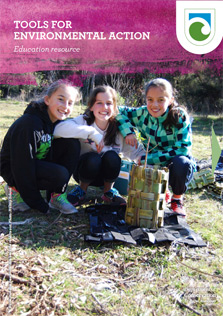 TOOLS FOR
ENVIRONMENTAL ACTION
Education resource